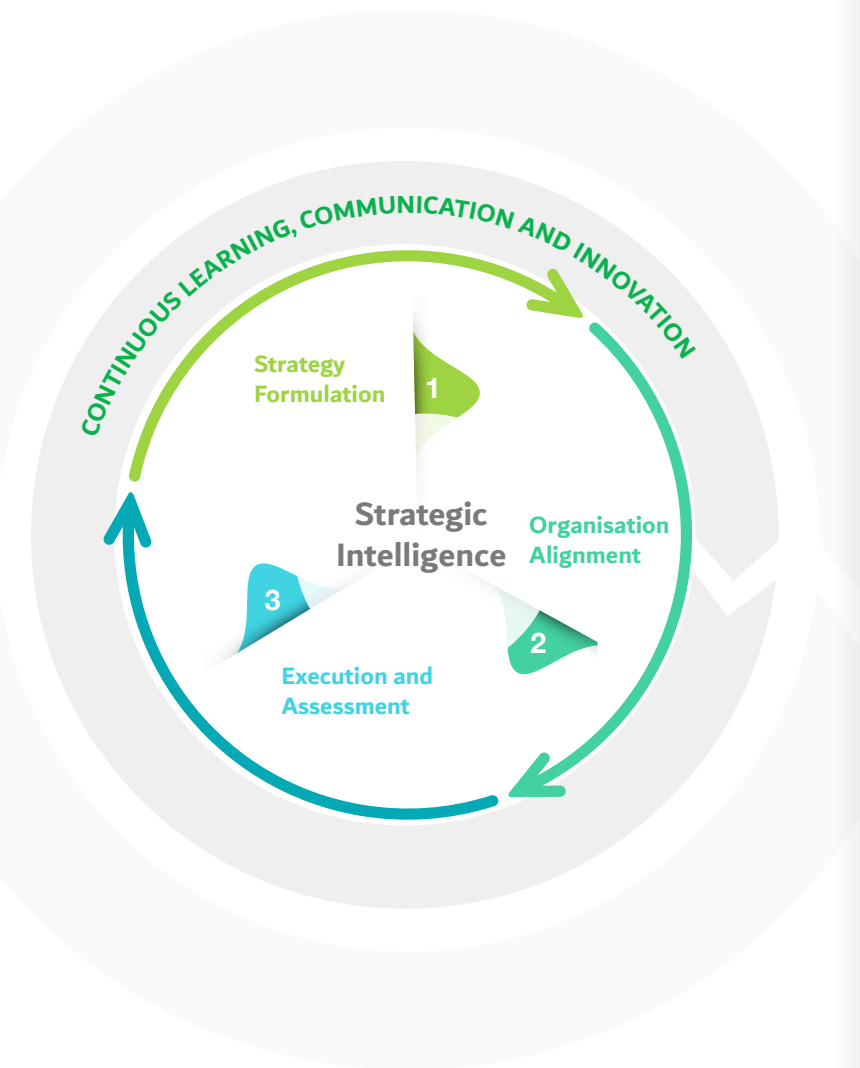 CONTINUOUS LEARNING, COMMUNICATION AND INNOVATION
Strategy
Formulation
1
Strategic
Intelligence
Organisation
Alignment
2
3
Execution and
Assessment